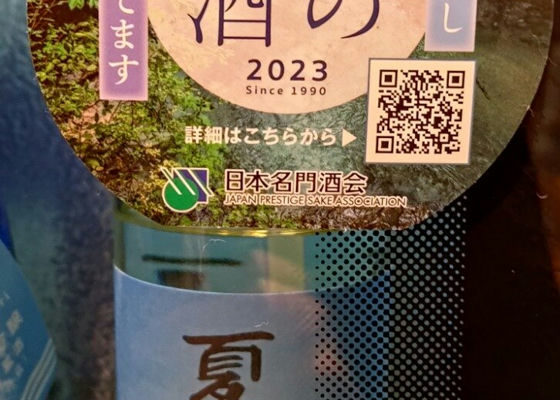 酒の
てます
し
2023
Since 1990
詳細はこちらから▶
日本名門酒会
JAPAN PRESTIGE SAKE ASSOCIATION
夏